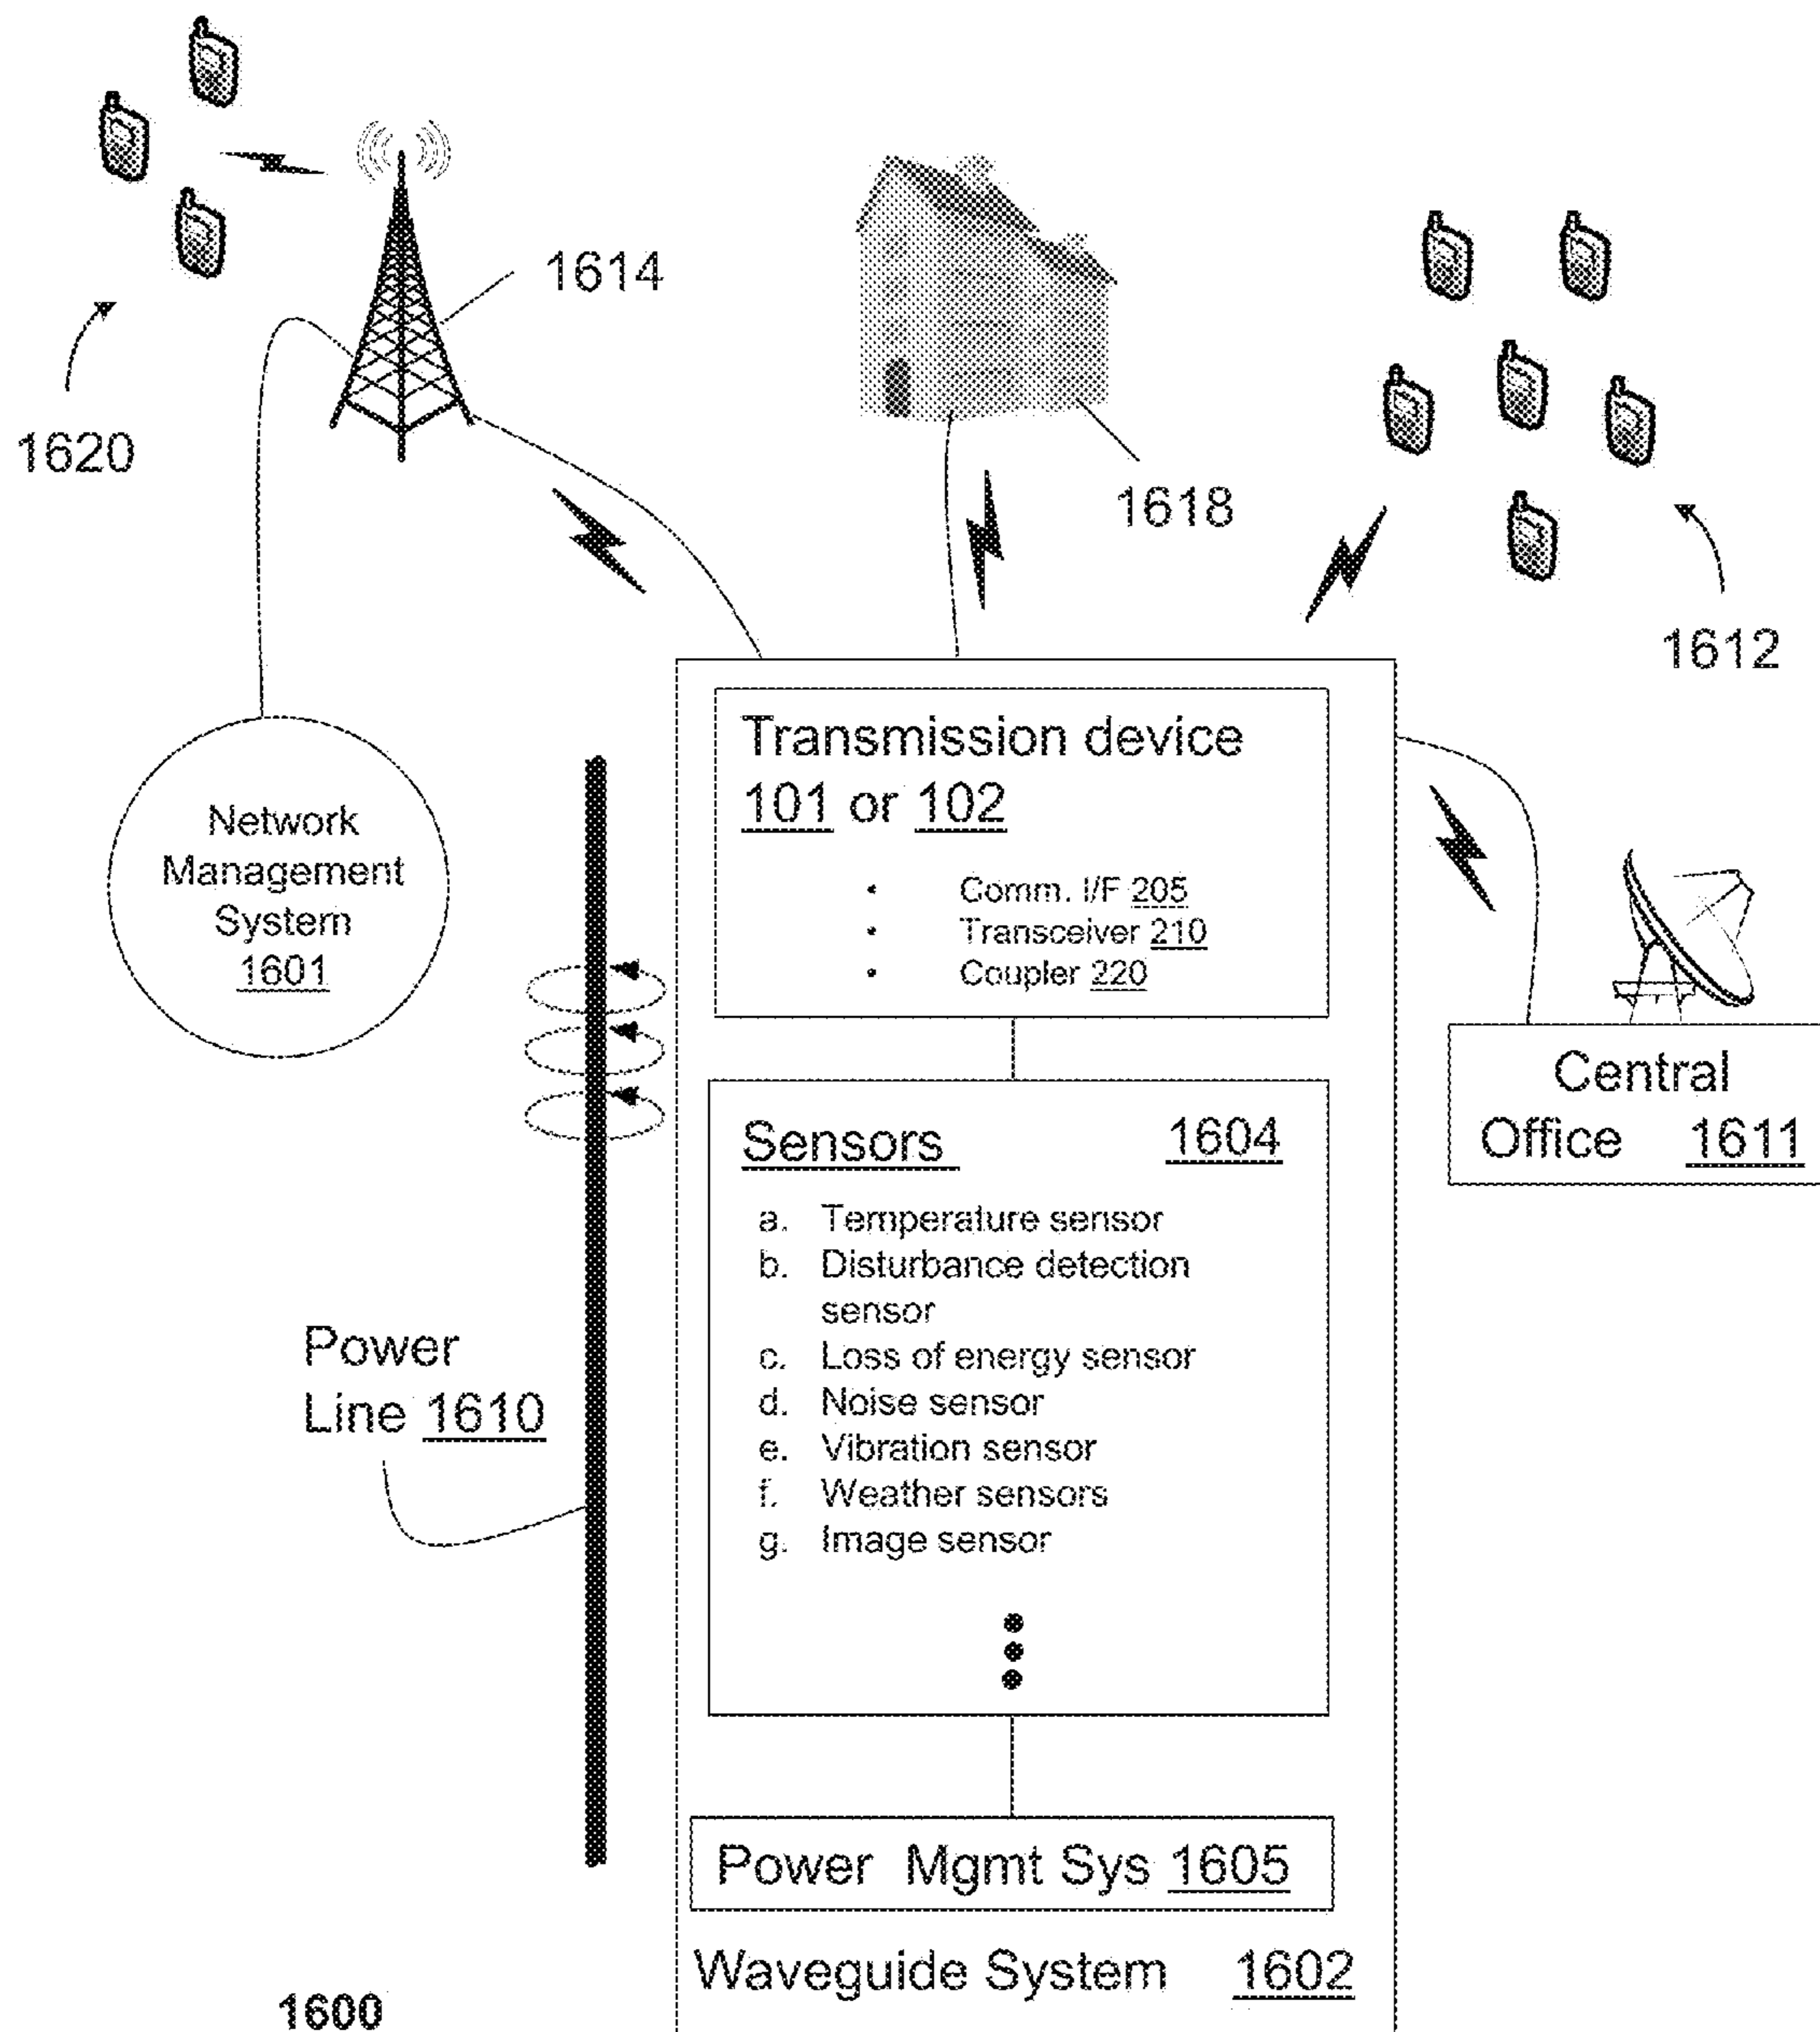 1614
1620
1618
1612
Network
Management
System
1601
Transmission device
101 or 102
• Comm. I/F 205
• Transceiver 210
• Coupler 220
Central
Office 1611
Sensors 1604
a. Temperature sensor
b. Disturbance detection
sensor
c. Loss of energy sensor
d. Noise sensor
e. Vibration sensor
f. Weather sensors
g. Image sensor
Power
Line 1610
Power Mgmt Sys 1605
Waveguide System 1602
1600